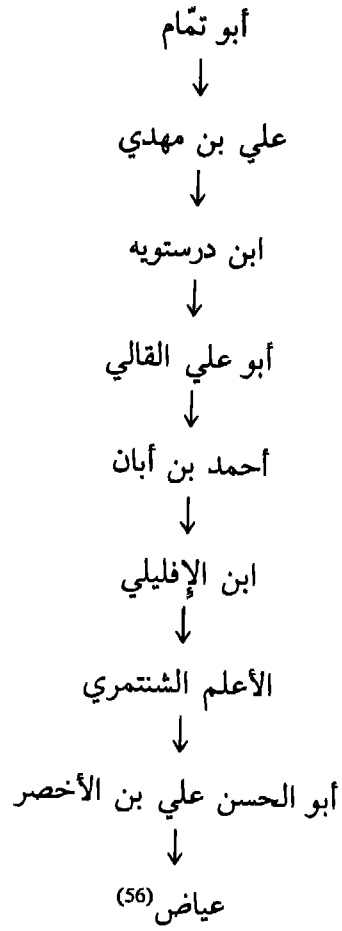 أبو تمّام
↓
علي بن مهدي
↓
ابن درستويه
↓
أبو علي القالي
↓
أحمد بن أبان
↓
ابن الإفليلي
↓
الأعلم الشنتمري
↓
أبو الحسن علي بن الأخصر
↓
عياض(56)